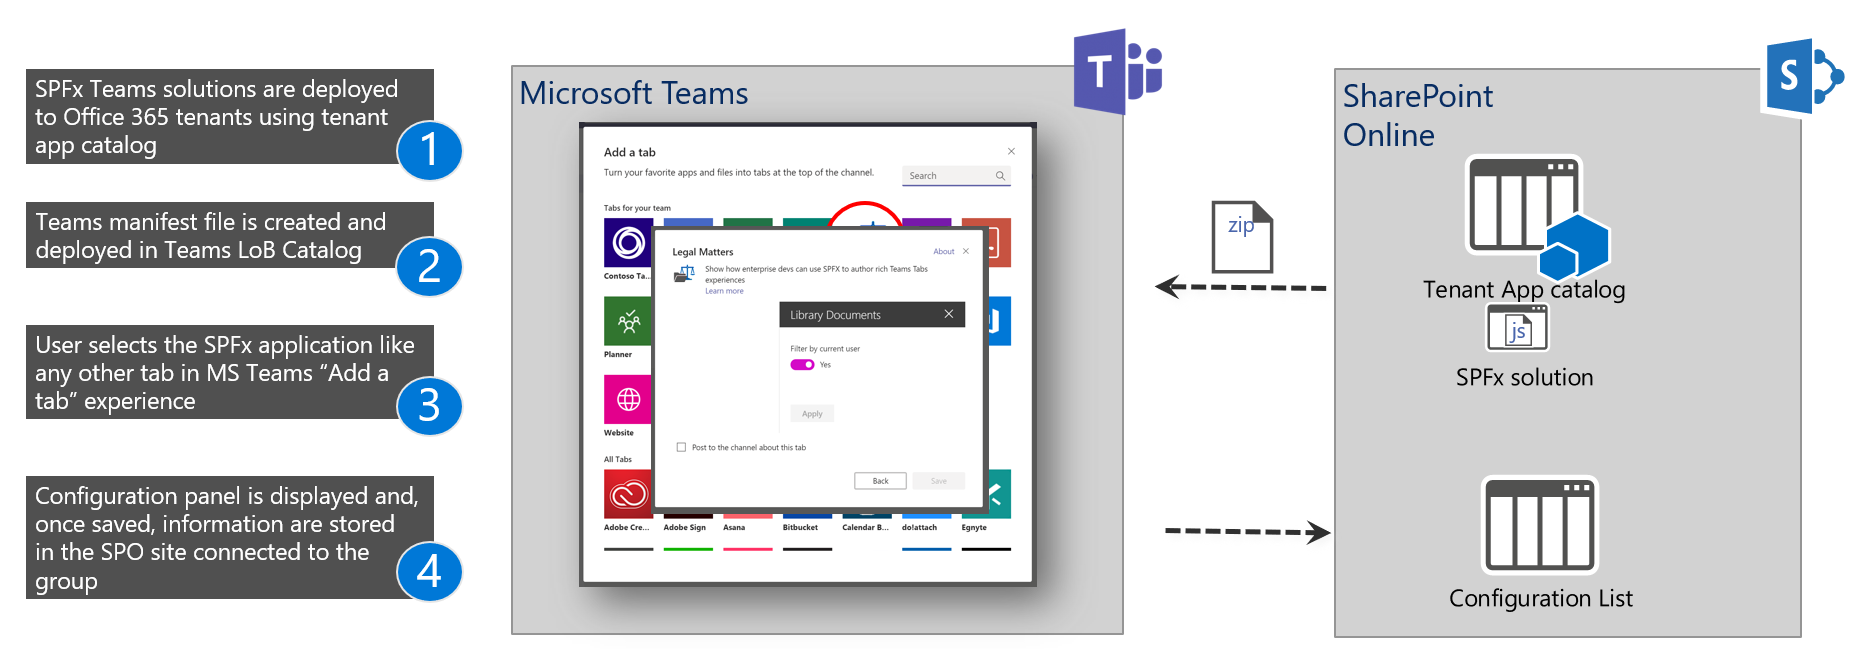 SPFx Teams solutions are deployed
to Office 365 tenants using tenant
app catalog
1
Teams manifest file is created and
deployed in Teams LoB Catalog
2
User selects the SPFx application like
any other tab in MS Teams “Add a
tab” experience
3
Configuration panel is displayed and,
once saved, information are stored
in the SPO site connected to the
group
4
Microsoft Teams
T
Add a tab
Turn your favorite apps and files into tabs at the top of the channel.
Search
Tabs for your team
Contoso Ta...
Planner
Website
All Tabs
Legal Matters
About
Show how enterprise devs can use SPFX to author rich Teams Tabs
experiences
Learn more
Library Documents
Filter by current user
Yes
Apply
Post to the channel about this tab
Back
Save
Adobe Cre...
Adobe Sign
Asana
Bitbucket
Calendar B...
do!attach
Egnyte
zip
SharePoint
Online
S
Tenant App catalog
js
SPFx solution
Configuration List